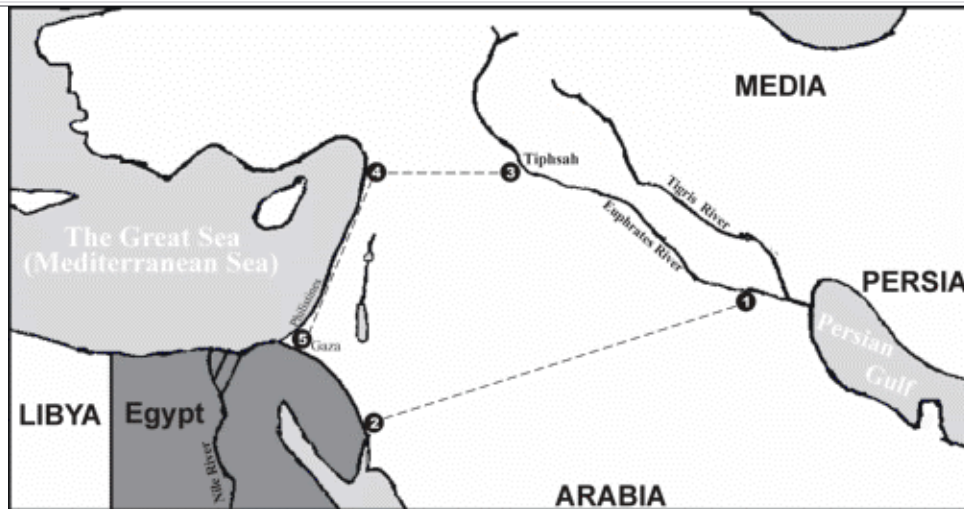 MEDIA
Tiphsah
4
3
Tigris River
Euphrates River
The Great Sea
(Mediterranean Sea)
PERSIA
1
Philistines
Persian
Gulf
5
Gaza
LIBYA
Egypt
2
Nile River
ARABIA